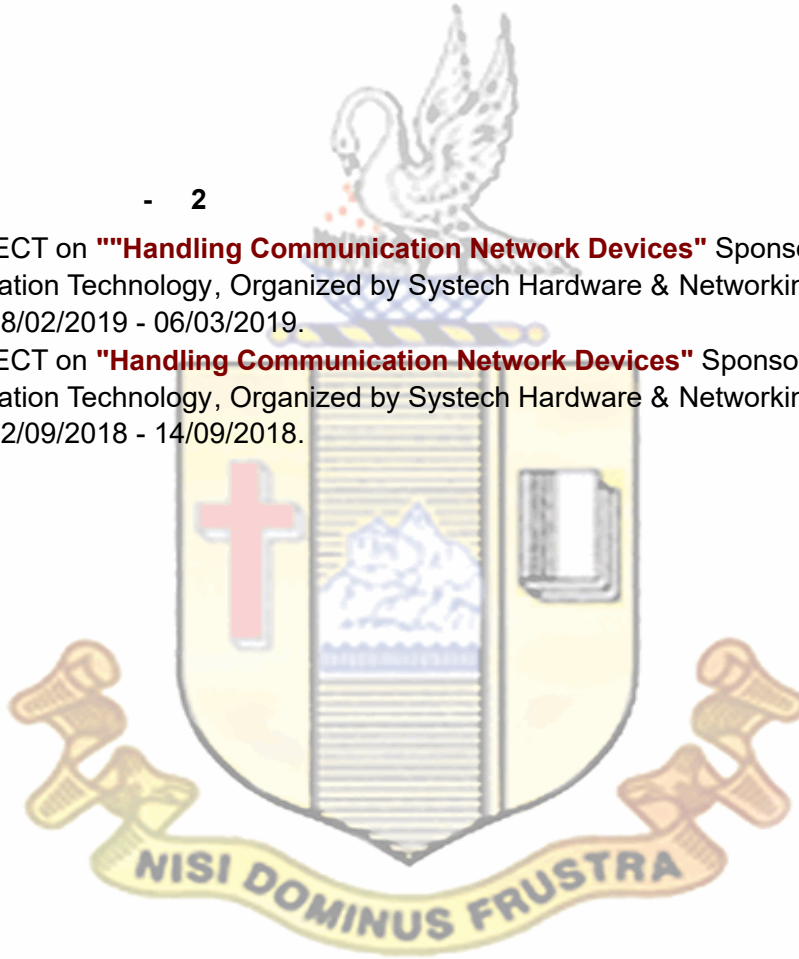 - 2
ECT on ""Handling Communication Network Devices" Sponso
ation Technology, Organized by Systech Hardware & Networkin
8/02/2019 - 06/03/2019.
ECT on "Handling Communication Network Devices" Sponso
ation Technology, Organized by Systech Hardware & Networkin
2/09/2018 - 14/09/2018.
NISI DOMINUS FRUSTRA